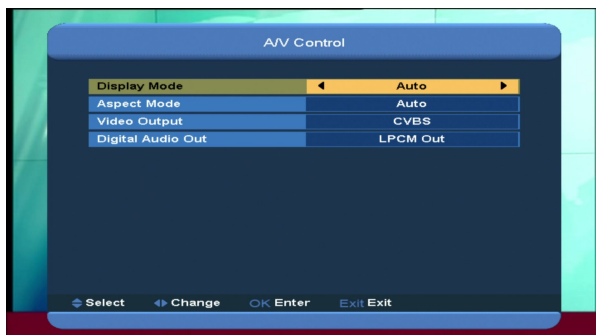 A/V Control
Display Mode Auto
Aspect Mode Auto
Video Output CVBS
Digital Audio Out LPCM Out
Select Change OK Enter Exit Exit